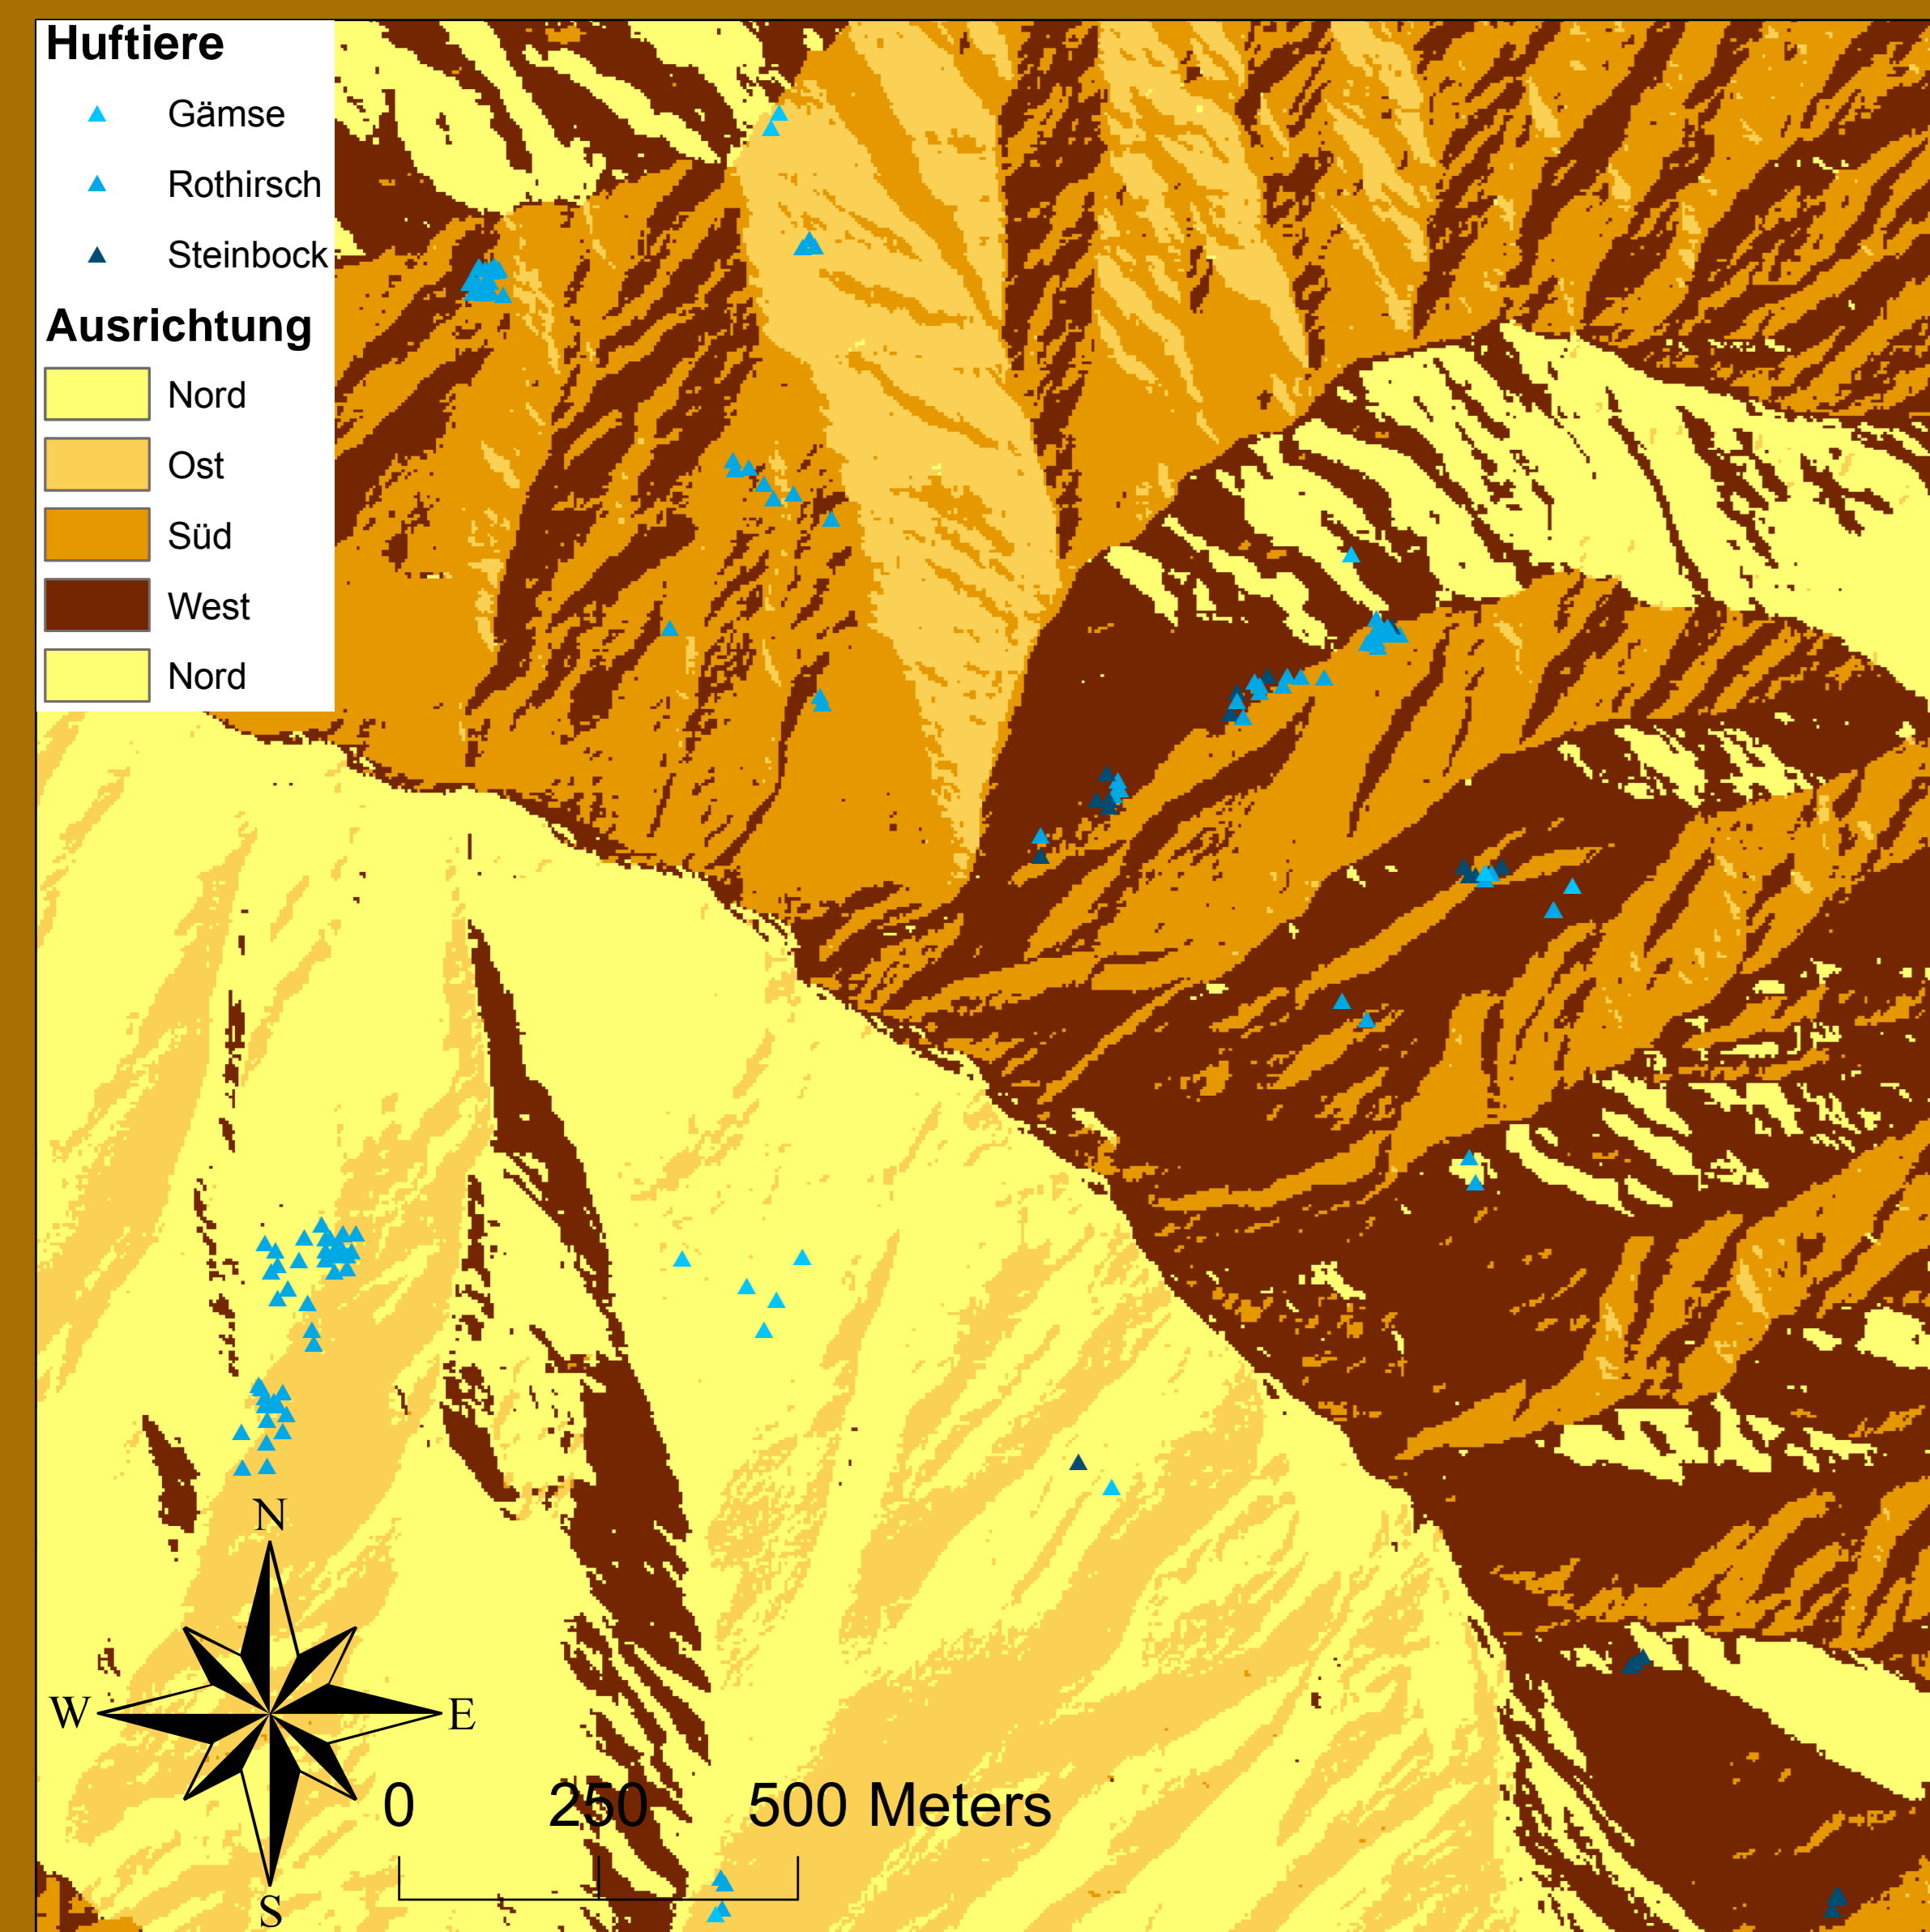 Huftiere
Gämse
Rothirsch
Steinbock
Ausrichtung
Nord
Ost
Süd
West
Nord
N
W
E
S
0 250 500 Meters